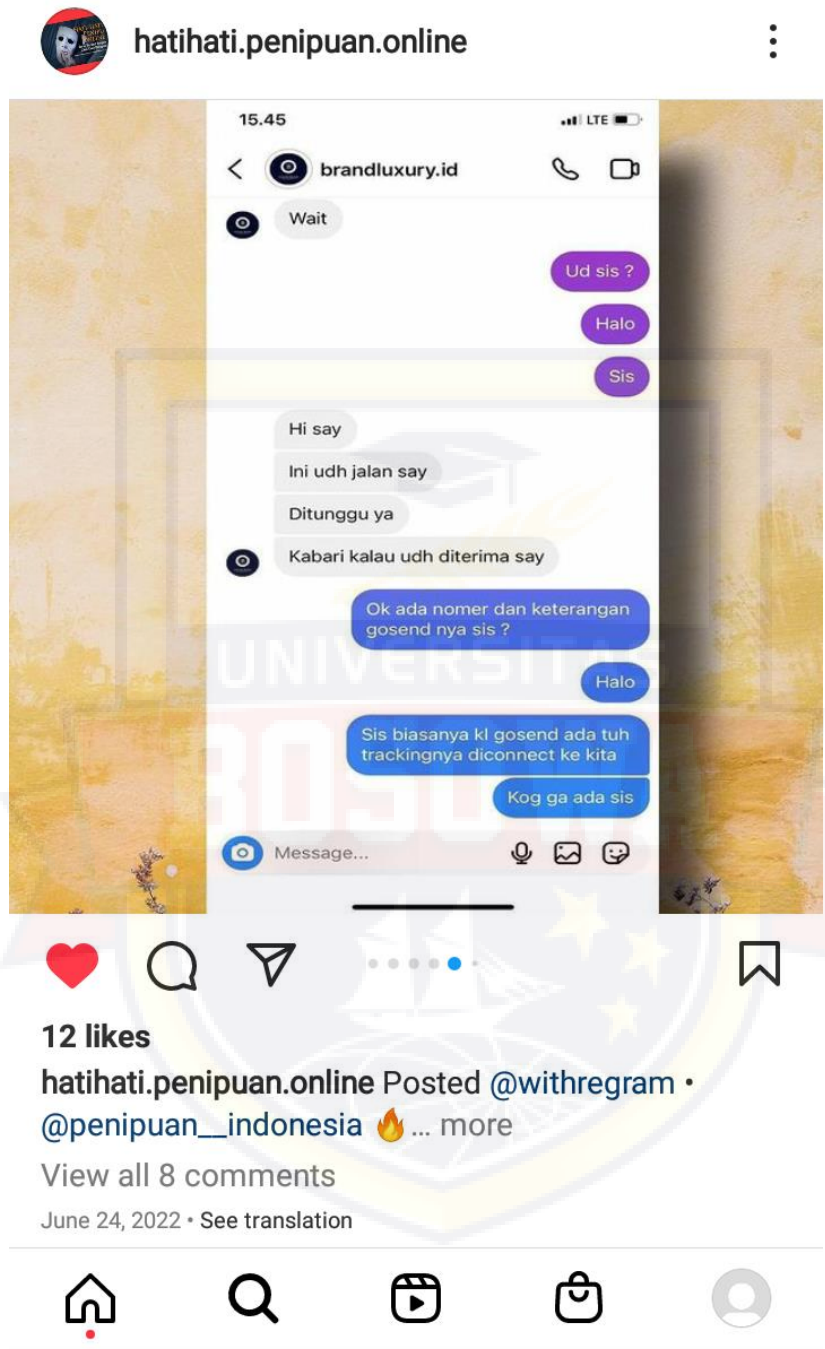 hatihati.penipuan.online
15.45
LTE
brandluxury.id
Wait
Ud sis ?
Halo
Sis
Hi say
Ini udh jalan say
Ditunggu ya
Kabari kalau udh diterima say
Ok ada nomer dan keterangan
gosend nya sis ?
Halo
Sis biasanya kl gosend ada tuh
trackingnya diconnect ke kita
Kog ga ada sis
Message...
UNIVERSITAS
BOSOWA
12 likes
hatihati.penipuan.online Posted @withregram •
@penipuan__indonesia 🔥... more
View all 8 comments
June 24, 2022 • See translation